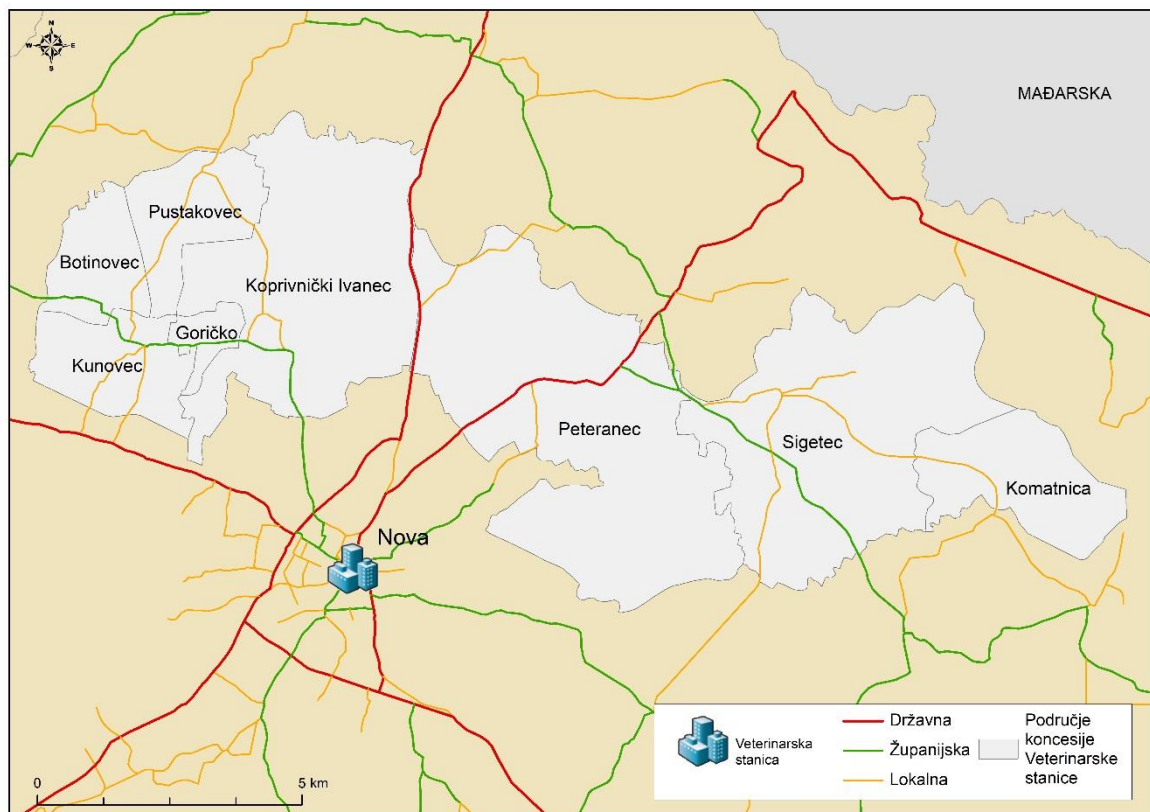 N
W
E
S
MAĐARSKA
Pustakovec
Botinovec
Koprivnički Ivanec
Goričko
Kunovec
Peteranec
Sigetec
Komatnica
Nova
0
5 km
Veterinarska
stanica
Državna
Županijska
Lokalna
Područje
koncesije
Veterinarske
stanice